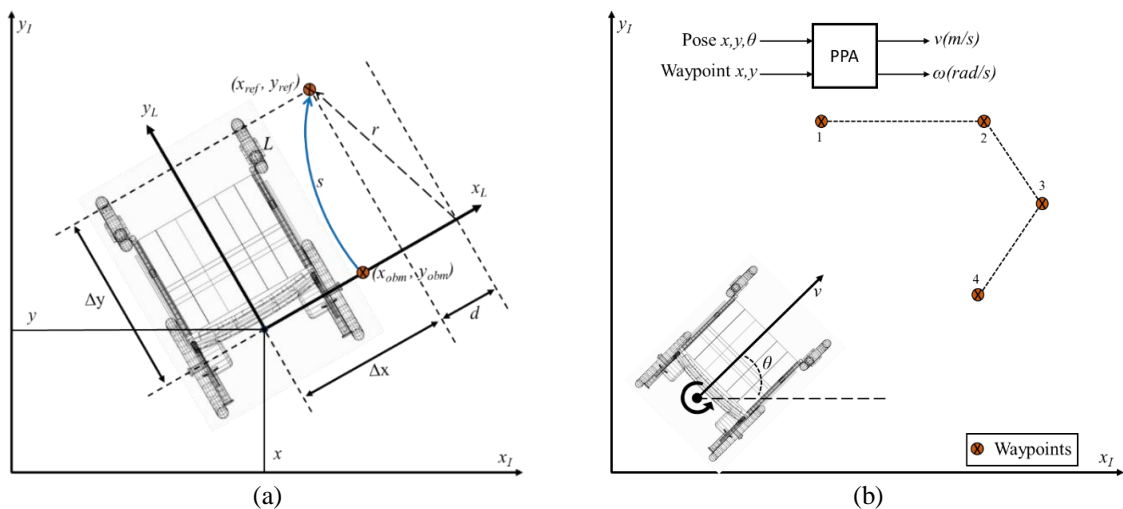 y_I
(x_ref, y_ref)
y_L
L
r
x_L
s
(x_obm, y_obm)
Δy
y
d
Δx
x
x_I
(a)
y_I
Pose x,y,θ
PPA
v(m/s)
Waypoint x,y
ω(rad/s)
1
2
3
4
v
θ
Waypoints
x_I
(b)